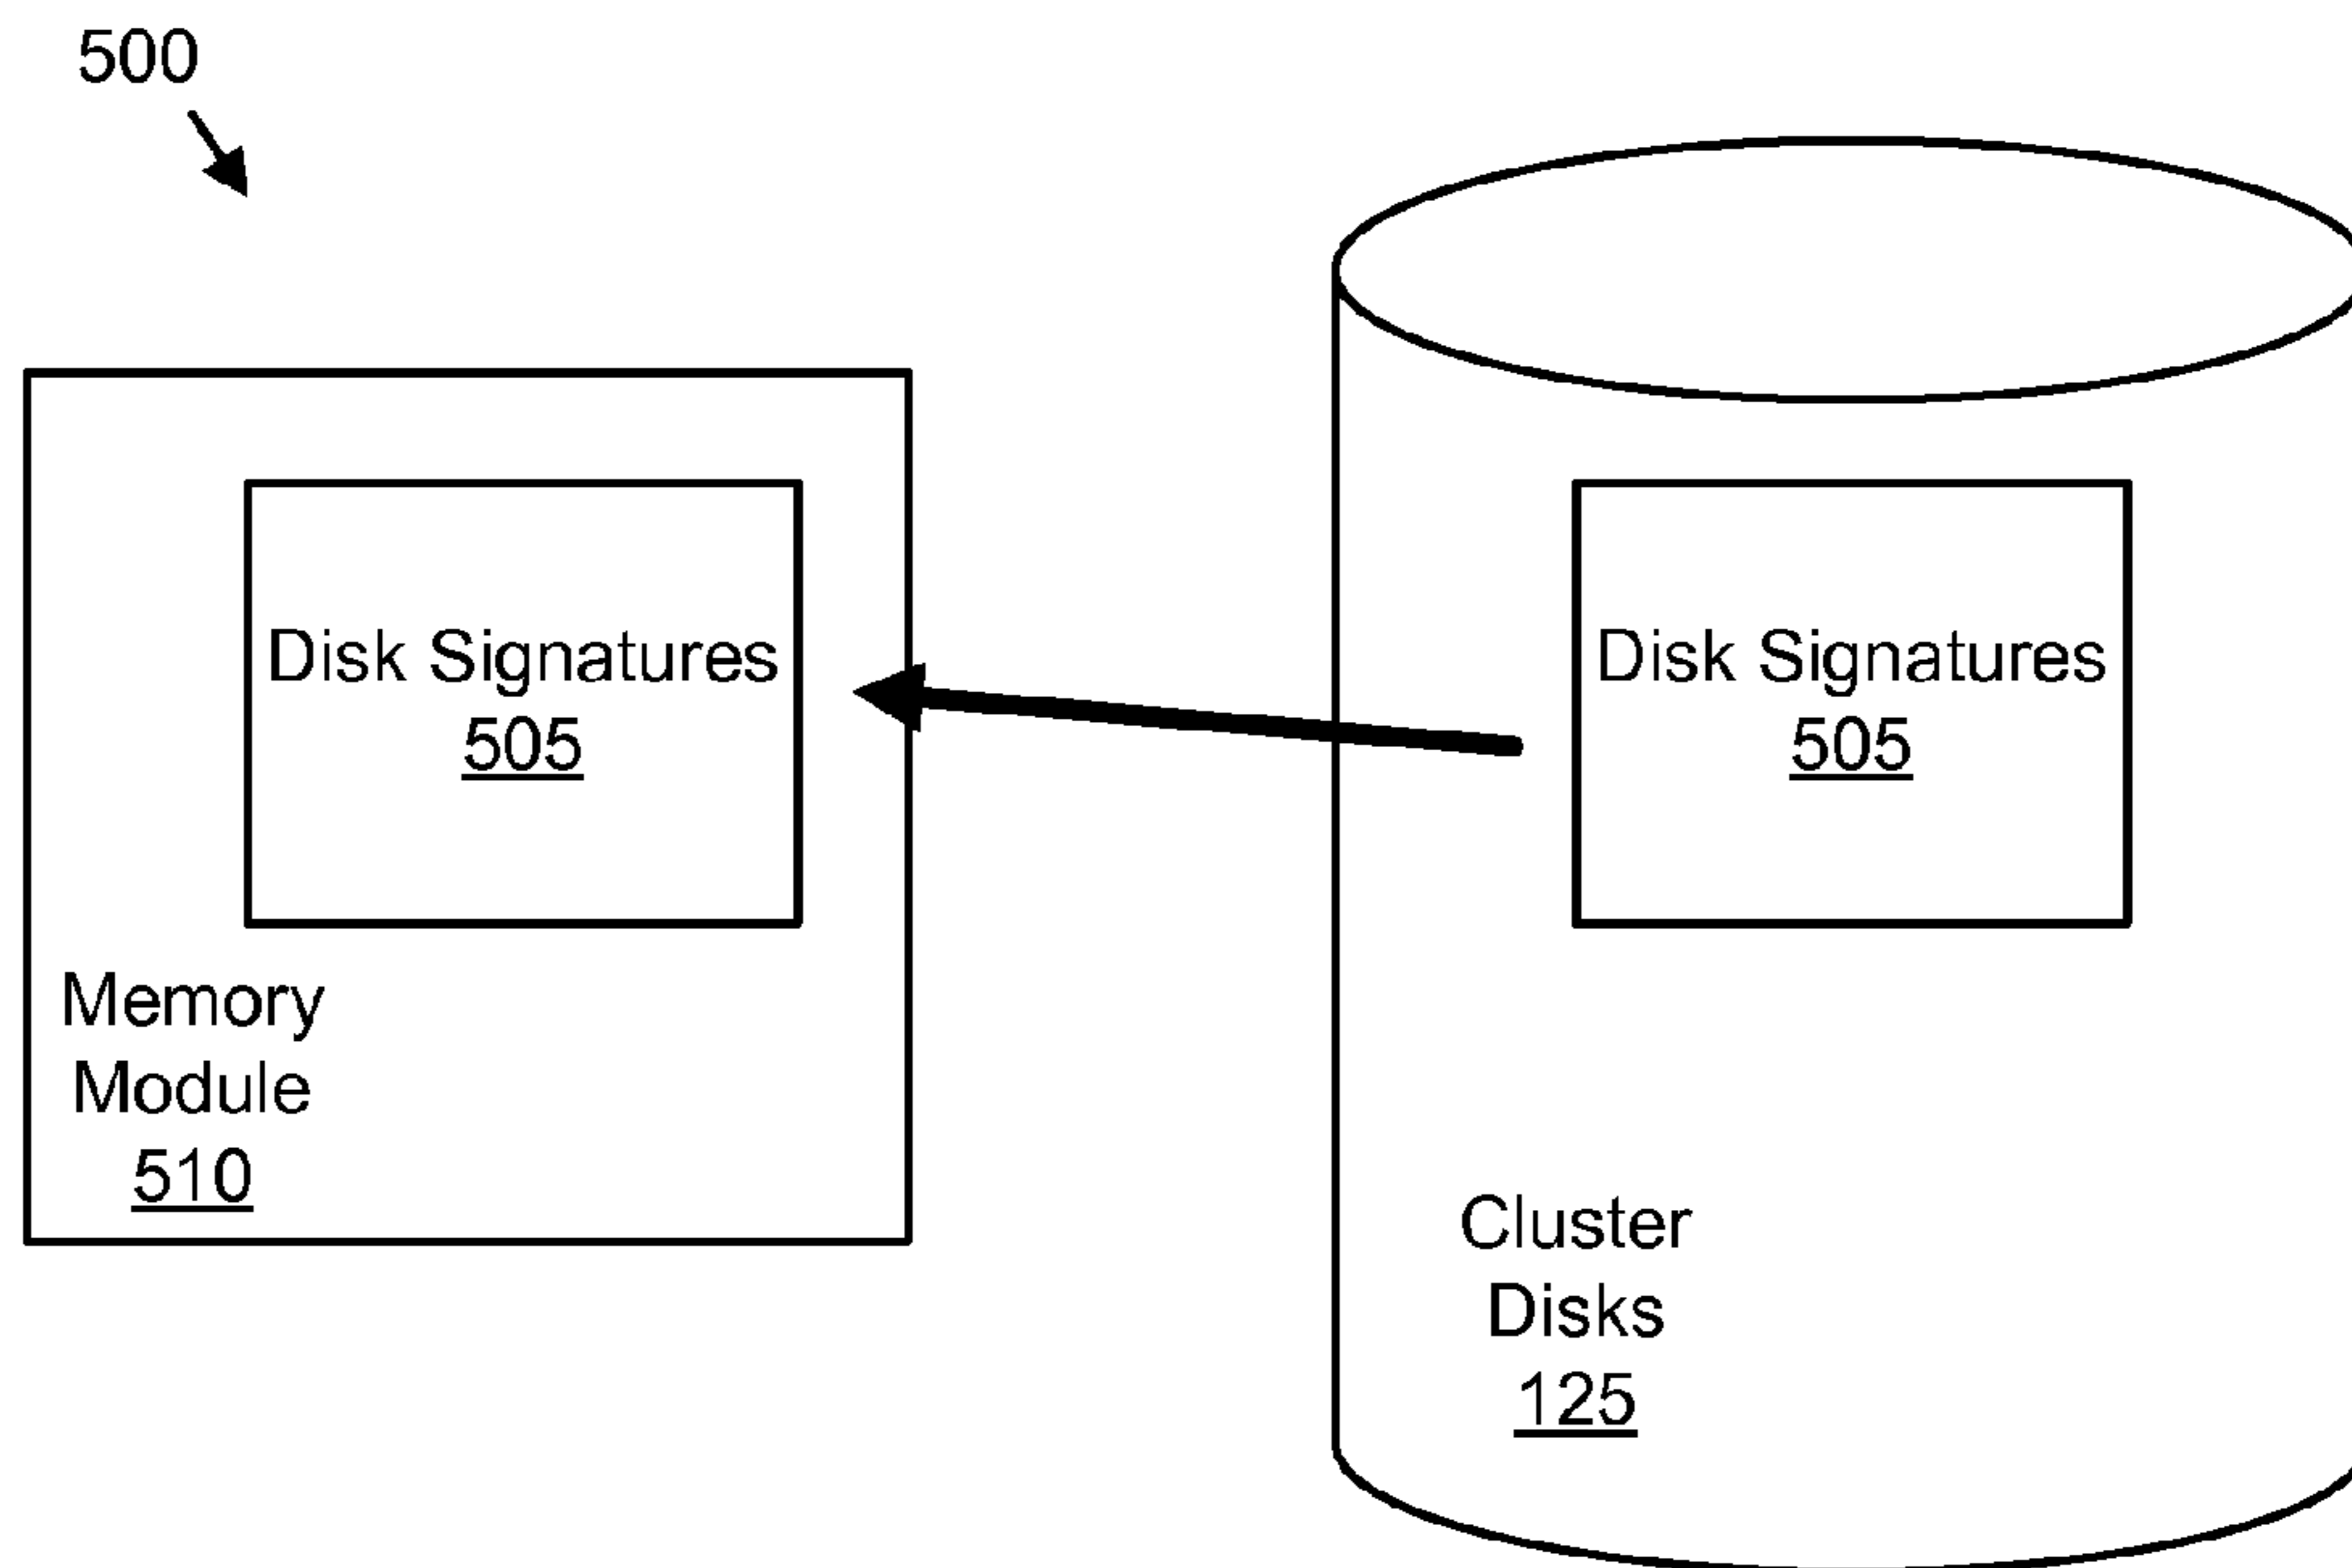 500
Disk Signatures
505
Memory
Module
510
Disk Signatures
505
Cluster
Disks
125